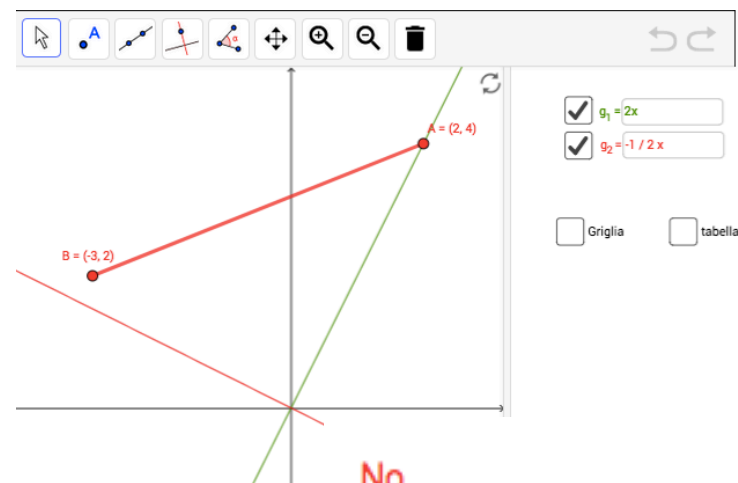 A
α
g1 = 2x
A = (2, 4)
g2 = -1 / 2 x
Griglia
tabella
B = (-3, 2)
No